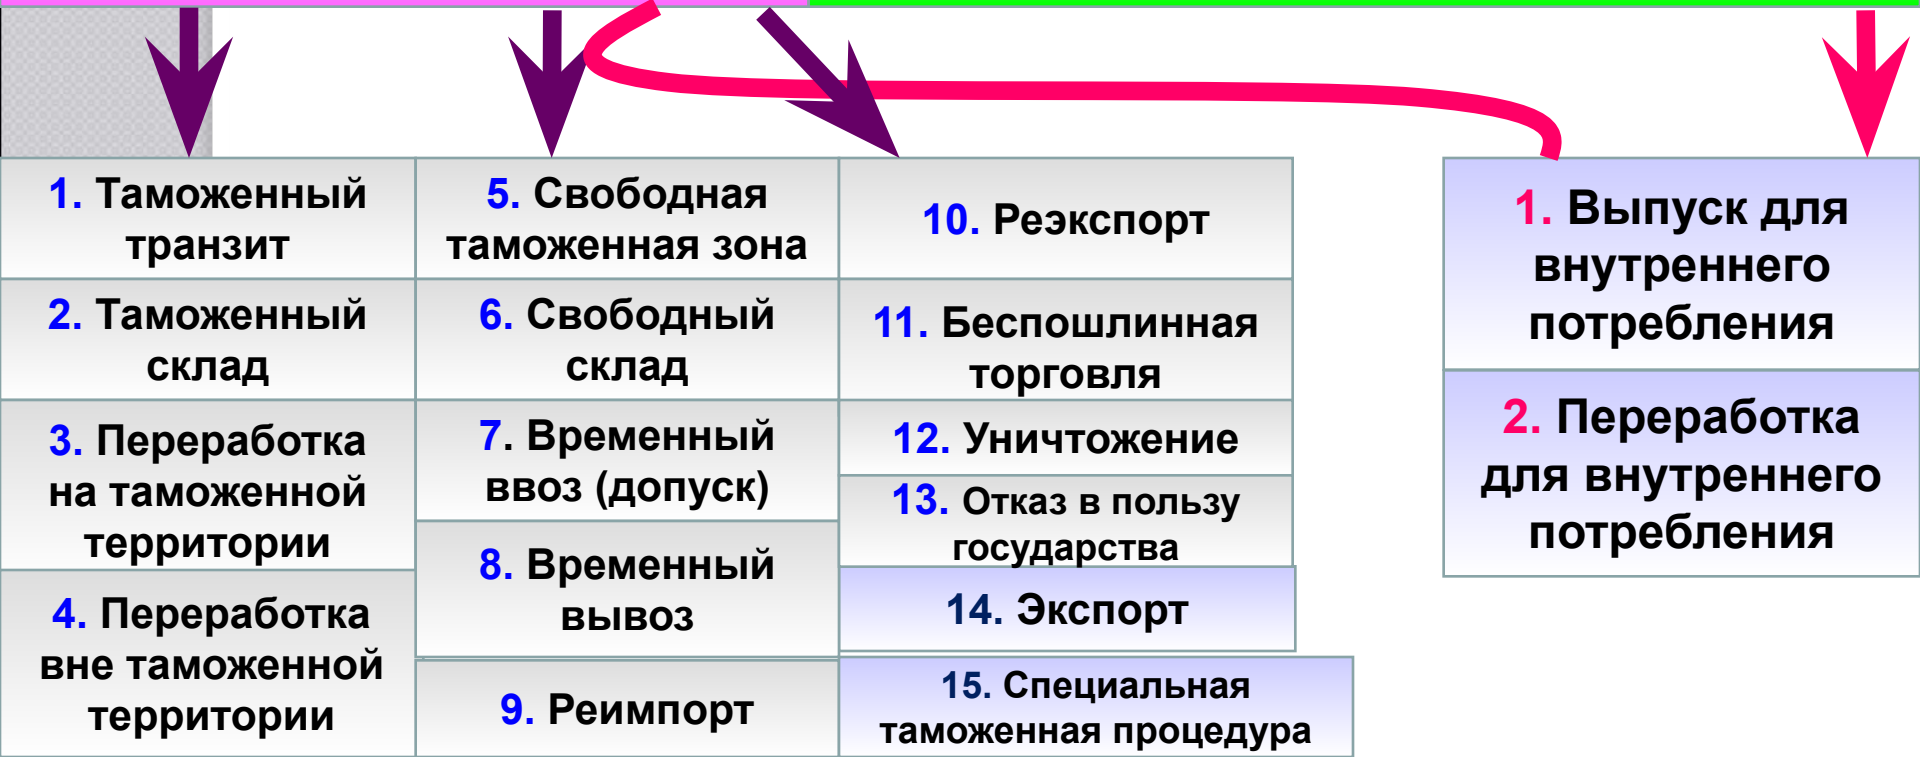 1. Таможенный
транзит
2. Таможенный
склад
3. Переработка
на таможенной
территории
4. Переработка
вне таможенной
территории
5. Свободная
таможенная зона
6. Свободный
склад
7. Временный
ввоз (допуск)
8. Временный
вывоз
9. Реимпорт
10. Реэкспорт
11. Беспошлинная
торговля
12. Уничтожение
13. Отказ в пользу
государства
14. Экспорт
15. Специальная
таможенная процедура
1. Выпуск для
внутреннего
потребления
2. Переработка
для внутреннего
потребления